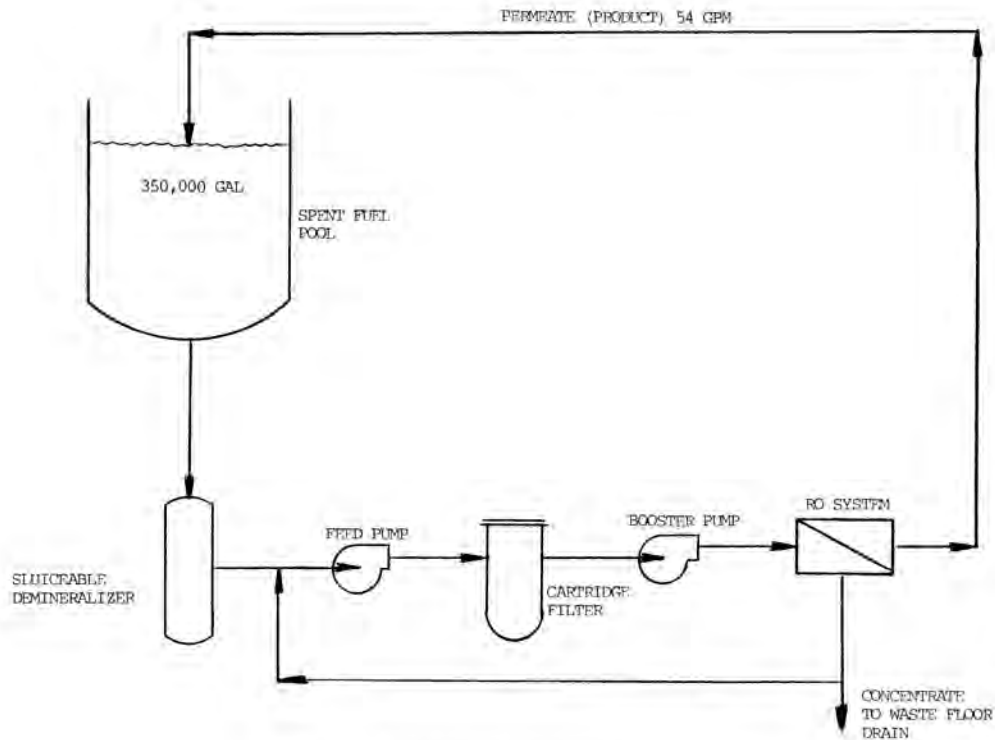 PERMEATE (PRODUCT) 54 GPM
350,000 GAL
SPENT FUEL
POOL
RO SYSTEM
BOOSTER PUMP
FEED PUMP
SLUICEABLE
DEMINERALIZER
CARTRIDGE
FILTER
CONCENTRATE
TO WASTE FLOOR
DRAIN